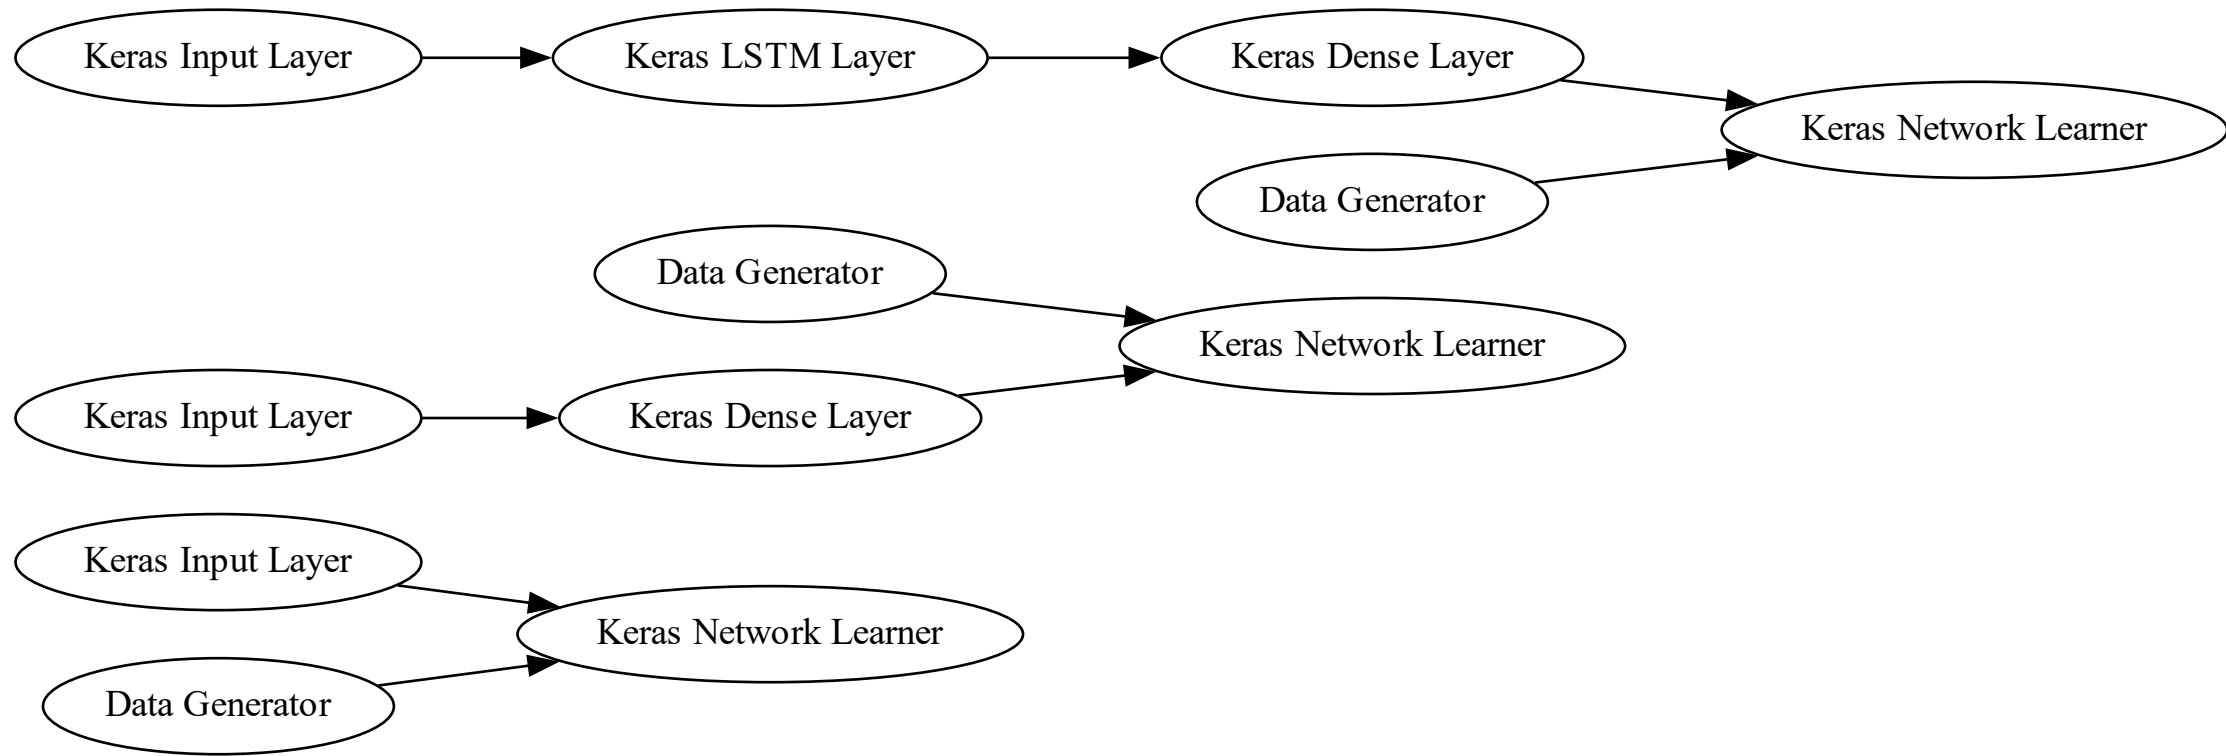 Keras Input Layer
Keras LSTM Layer
Keras Dense Layer
Keras Network Learner
Data Generator
Data Generator
Keras Network Learner
Keras Input Layer
Keras Dense Layer
Keras Input Layer
Keras Network Learner
Data Generator